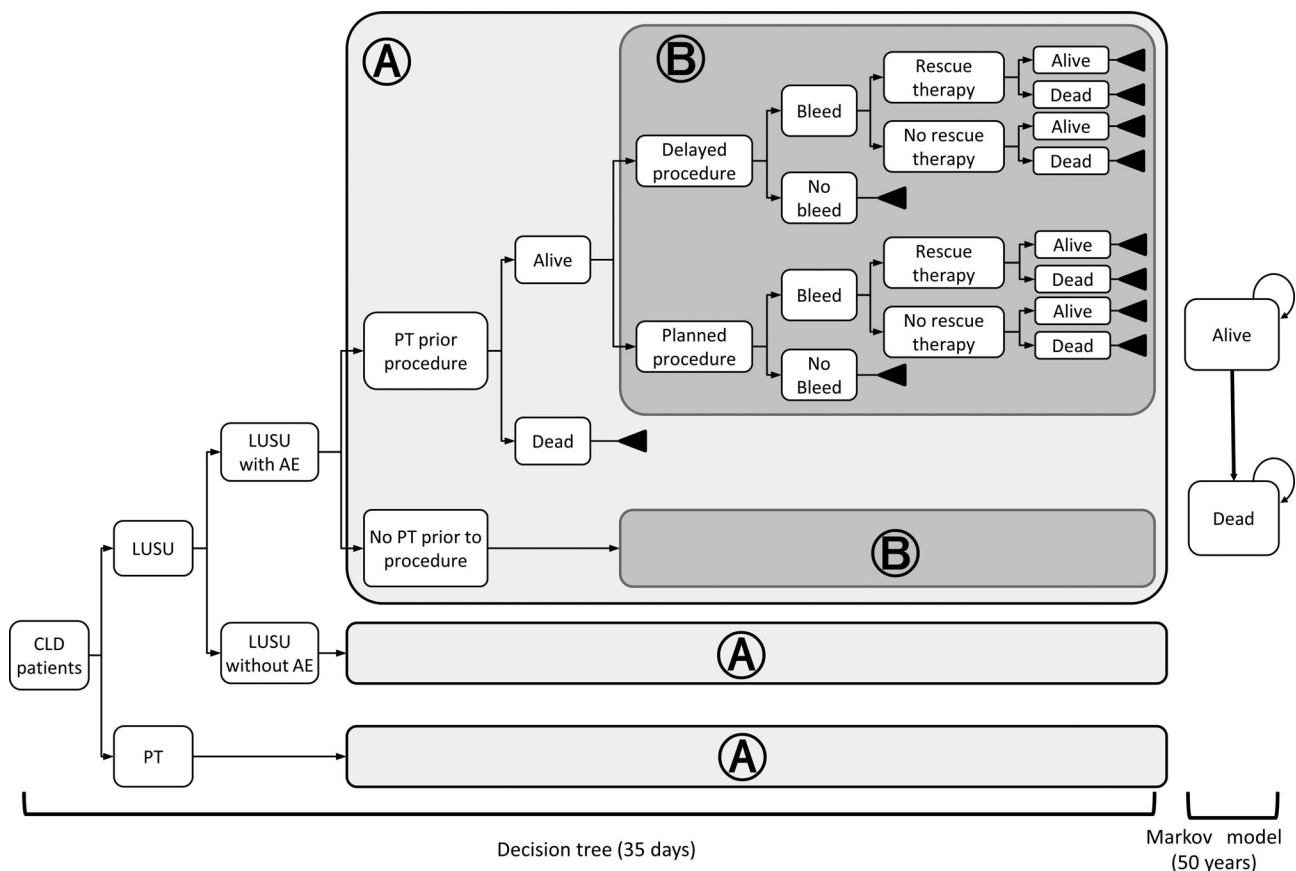 A
B
Rescue
therapy
Alive
Dead
Bleed
No rescue
therapy
Alive
Dead
Delayed
procedure
No
bleed
Alive
Rescue
therapy
Alive
Dead
Bleed
No rescue
therapy
Alive
Dead
Planned
procedure
No
Bleed
PT prior
procedure
Dead
LUSU
with AE
No PT prior to
procedure
B
LUSU
CLD
patients
LUSU
without AE
A
PT
A
Alive
Dead
Decision tree (35 days)
Markov model
(50 years)